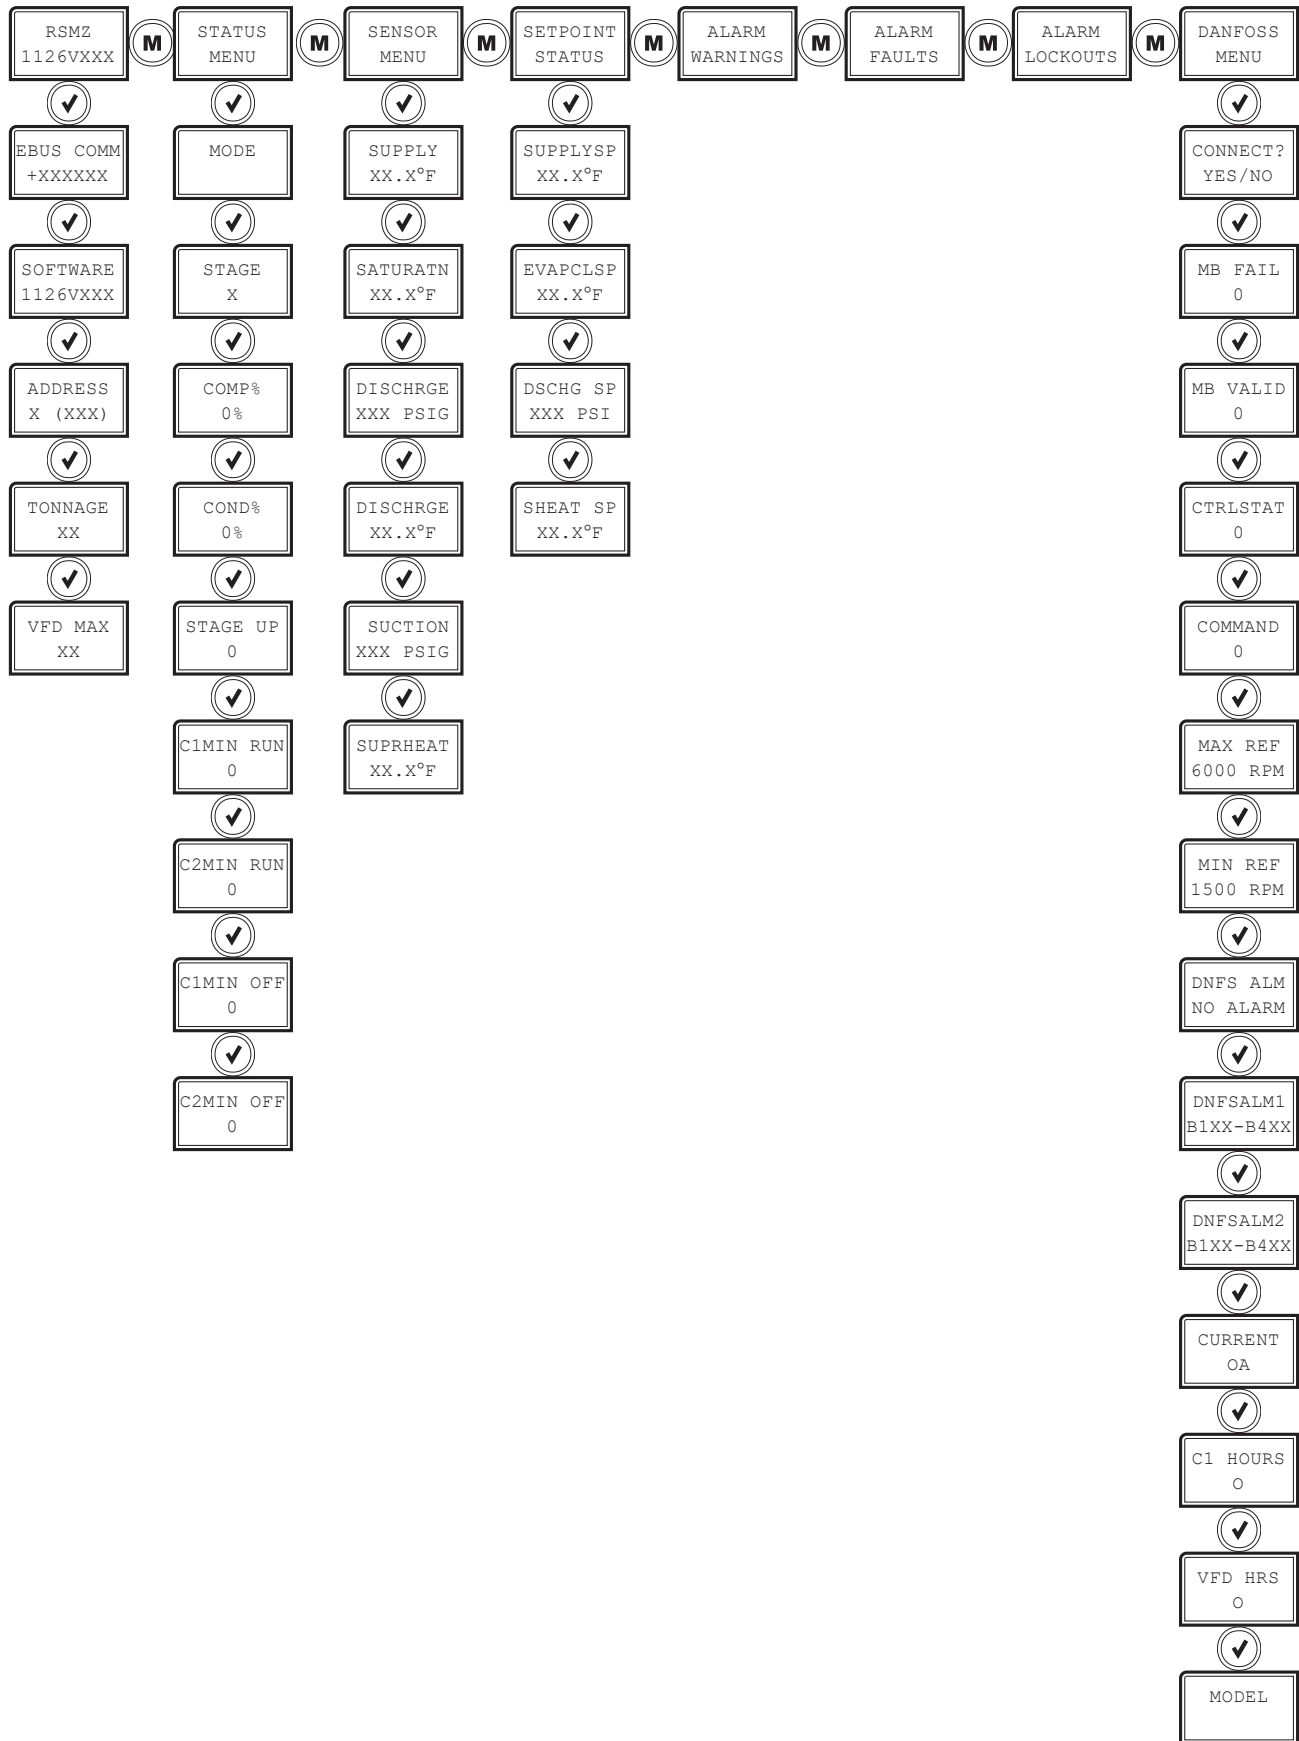 RSMZ
1126VXXX
M
STATUS
MENU
M
SENSOR
MENU
M
SETPOINT
STATUS
M
ALARM
WARNINGS
M
ALARM
FAULTS
M
ALARM
LOCKOUTS
M
DANFOSS
MENU
EBUS COMM
+XXXXXX
SOFTWARE
1126VXXX
ADDRESS
X (XXX)
TONNAGE
XX
VFD MAX
XX
MODE
STAGE
X
COMP%
0%
COND%
0%
STAGE UP
0
C1MIN RUN
0
C2MIN RUN
0
C1MIN OFF
0
C2MIN OFF
0
SUPPLY
XX.X°F
SATURATN
XX.X°F
DISCHRGE
XXX PSIG
DISCHRGE
XX.X°F
SUCTION
XXX PSIG
SUPRHEAT
XX.X°F
SUPPLYSP
XX.X°F
EVAPCLSP
XX.X°F
DSCHG SP
XXX PSI
SHEAT SP
XX.X°F
CONNECT?
YES/NO
MB FAIL
0
MB VALID
0
CTRLSTAT
0
COMMAND
0
MAX REF
6000 RPM
MIN REF
1500 RPM
DNFS ALM
NO ALARM
DNFSALM1
B1XX-B4XX
DNFSALM2
B1XX-B4XX
CURRENT
OA
C1 HOURS
O
VFD HRS
O
MODEL